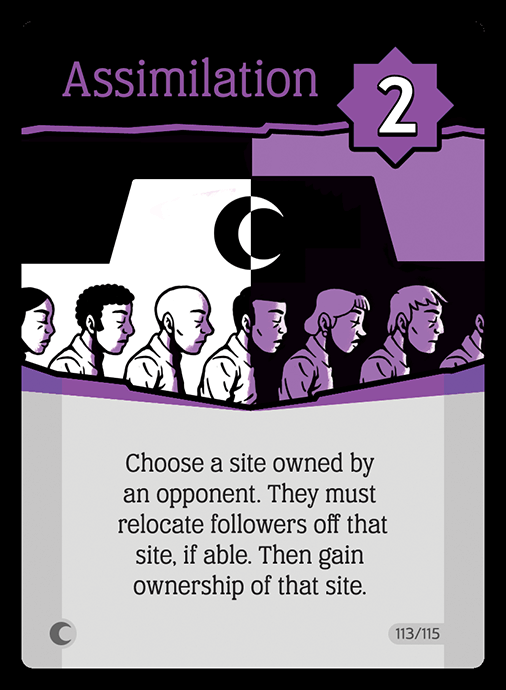 Assimilation
2
Choose a site owned by
an opponent. They must
relocate followers off that
site, if able. Then gain
ownership of that site.
113/115